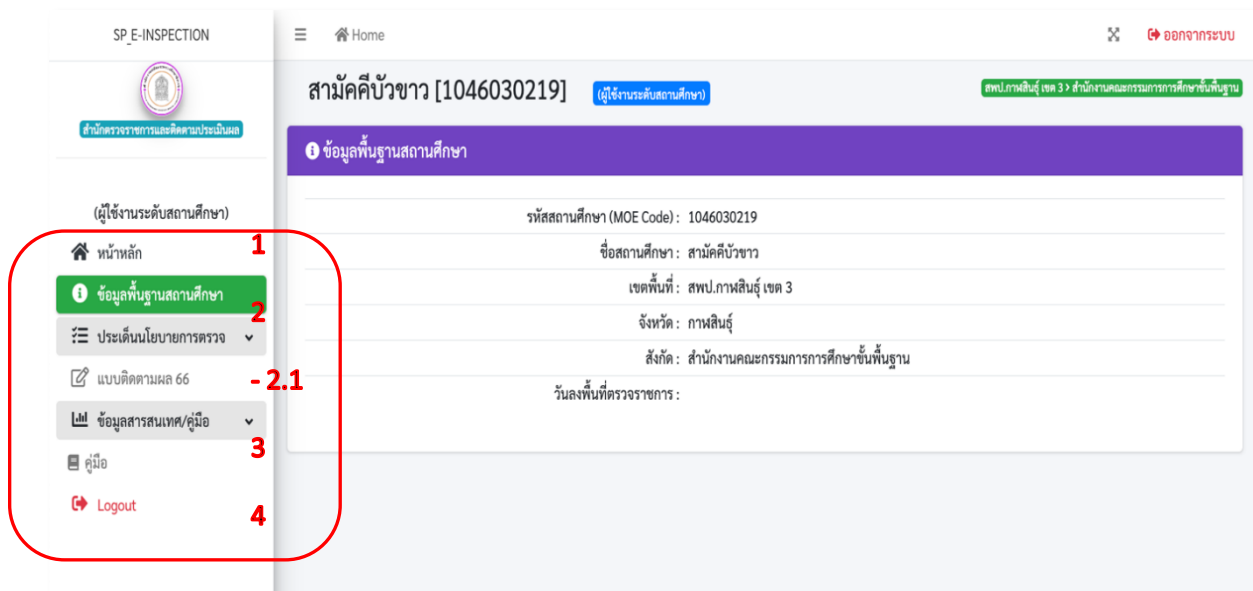 SP_E-INSPECTION
Home
ออกจากระบบ
สำนักตรวจราชการและติดตามประเมินผล
สามัคคีบัวขาว [1046030219] (ผู้ใช้งานระดับสถานศึกษา)
สพป.กาฬสินธุ์ เขต 3 > สำนักงานคณะกรรมการการศึกษาขั้นพื้นฐาน
(ผู้ใช้งานระดับสถานศึกษา)
หน้าหลัก 1
ข้อมูลพื้นฐานสถานศึกษา
2
ประเด็นนโยบายการตรวจ
แบบติดตามผล 66 - 2.1
ข้อมูลสารสนเทศ/คู่มือ
3
คู่มือ
Logout 4
ข้อมูลพื้นฐานสถานศึกษา
รหัสสถานศึกษา (MOE Code) : 1046030219
ชื่อสถานศึกษา : สามัคคีบัวขาว
เขตพื้นที่ : สพป.กาฬสินธุ์ เขต 3
จังหวัด : กาฬสินธุ์
สังกัด : สำนักงานคณะกรรมการการศึกษาขั้นพื้นฐาน
วันลงพื้นที่ตรวจราชการ :